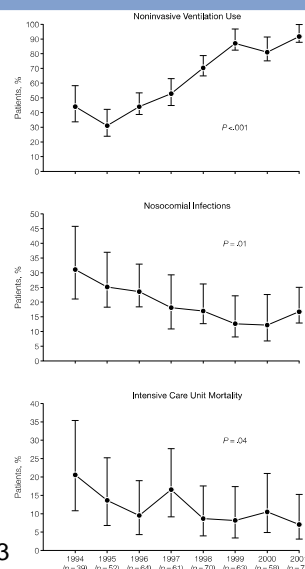 Noninvasive Ventilation Use
100
90
80
70
60
50
40
30
20
10
0
Patients, %
P <.001
Nosocomial Infections
50
45
40
35
30
25
20
15
10
5
0
Patients, %
P = .01
Intensive Care Unit Mortality
40
35
30
25
20
15
10
5
0
Patients, %
P = .04
3
1994 1995 1996 1997 1998 1999 2000
(n=39) (n=52) (n=64) (n=61) (n=70) (n=63) (n=58)